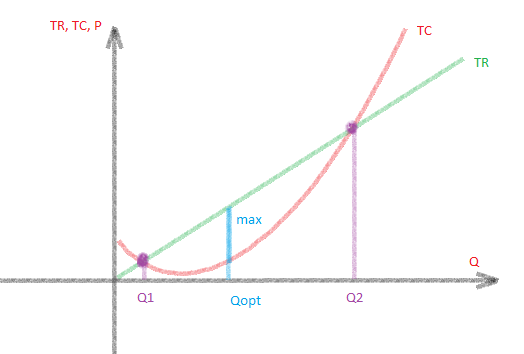 TR, TC, P
TC
TR
max
Q
Q1
Qopt
Q2